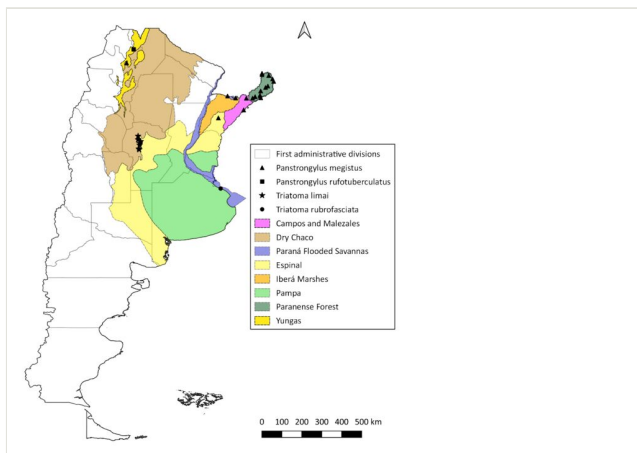 First administrative divisions
Panstrongylus megistus
Panstrongylus rufotuberculatus
Triatoma limai
Triatoma rubrofasciata
Campos and Malezales
Dry Chaco
Paraná Flooded Savannas
Espinal
Iberá Marshes
Pampa
Paranense Forest
Yungas
0 100 200 300 400 500 km